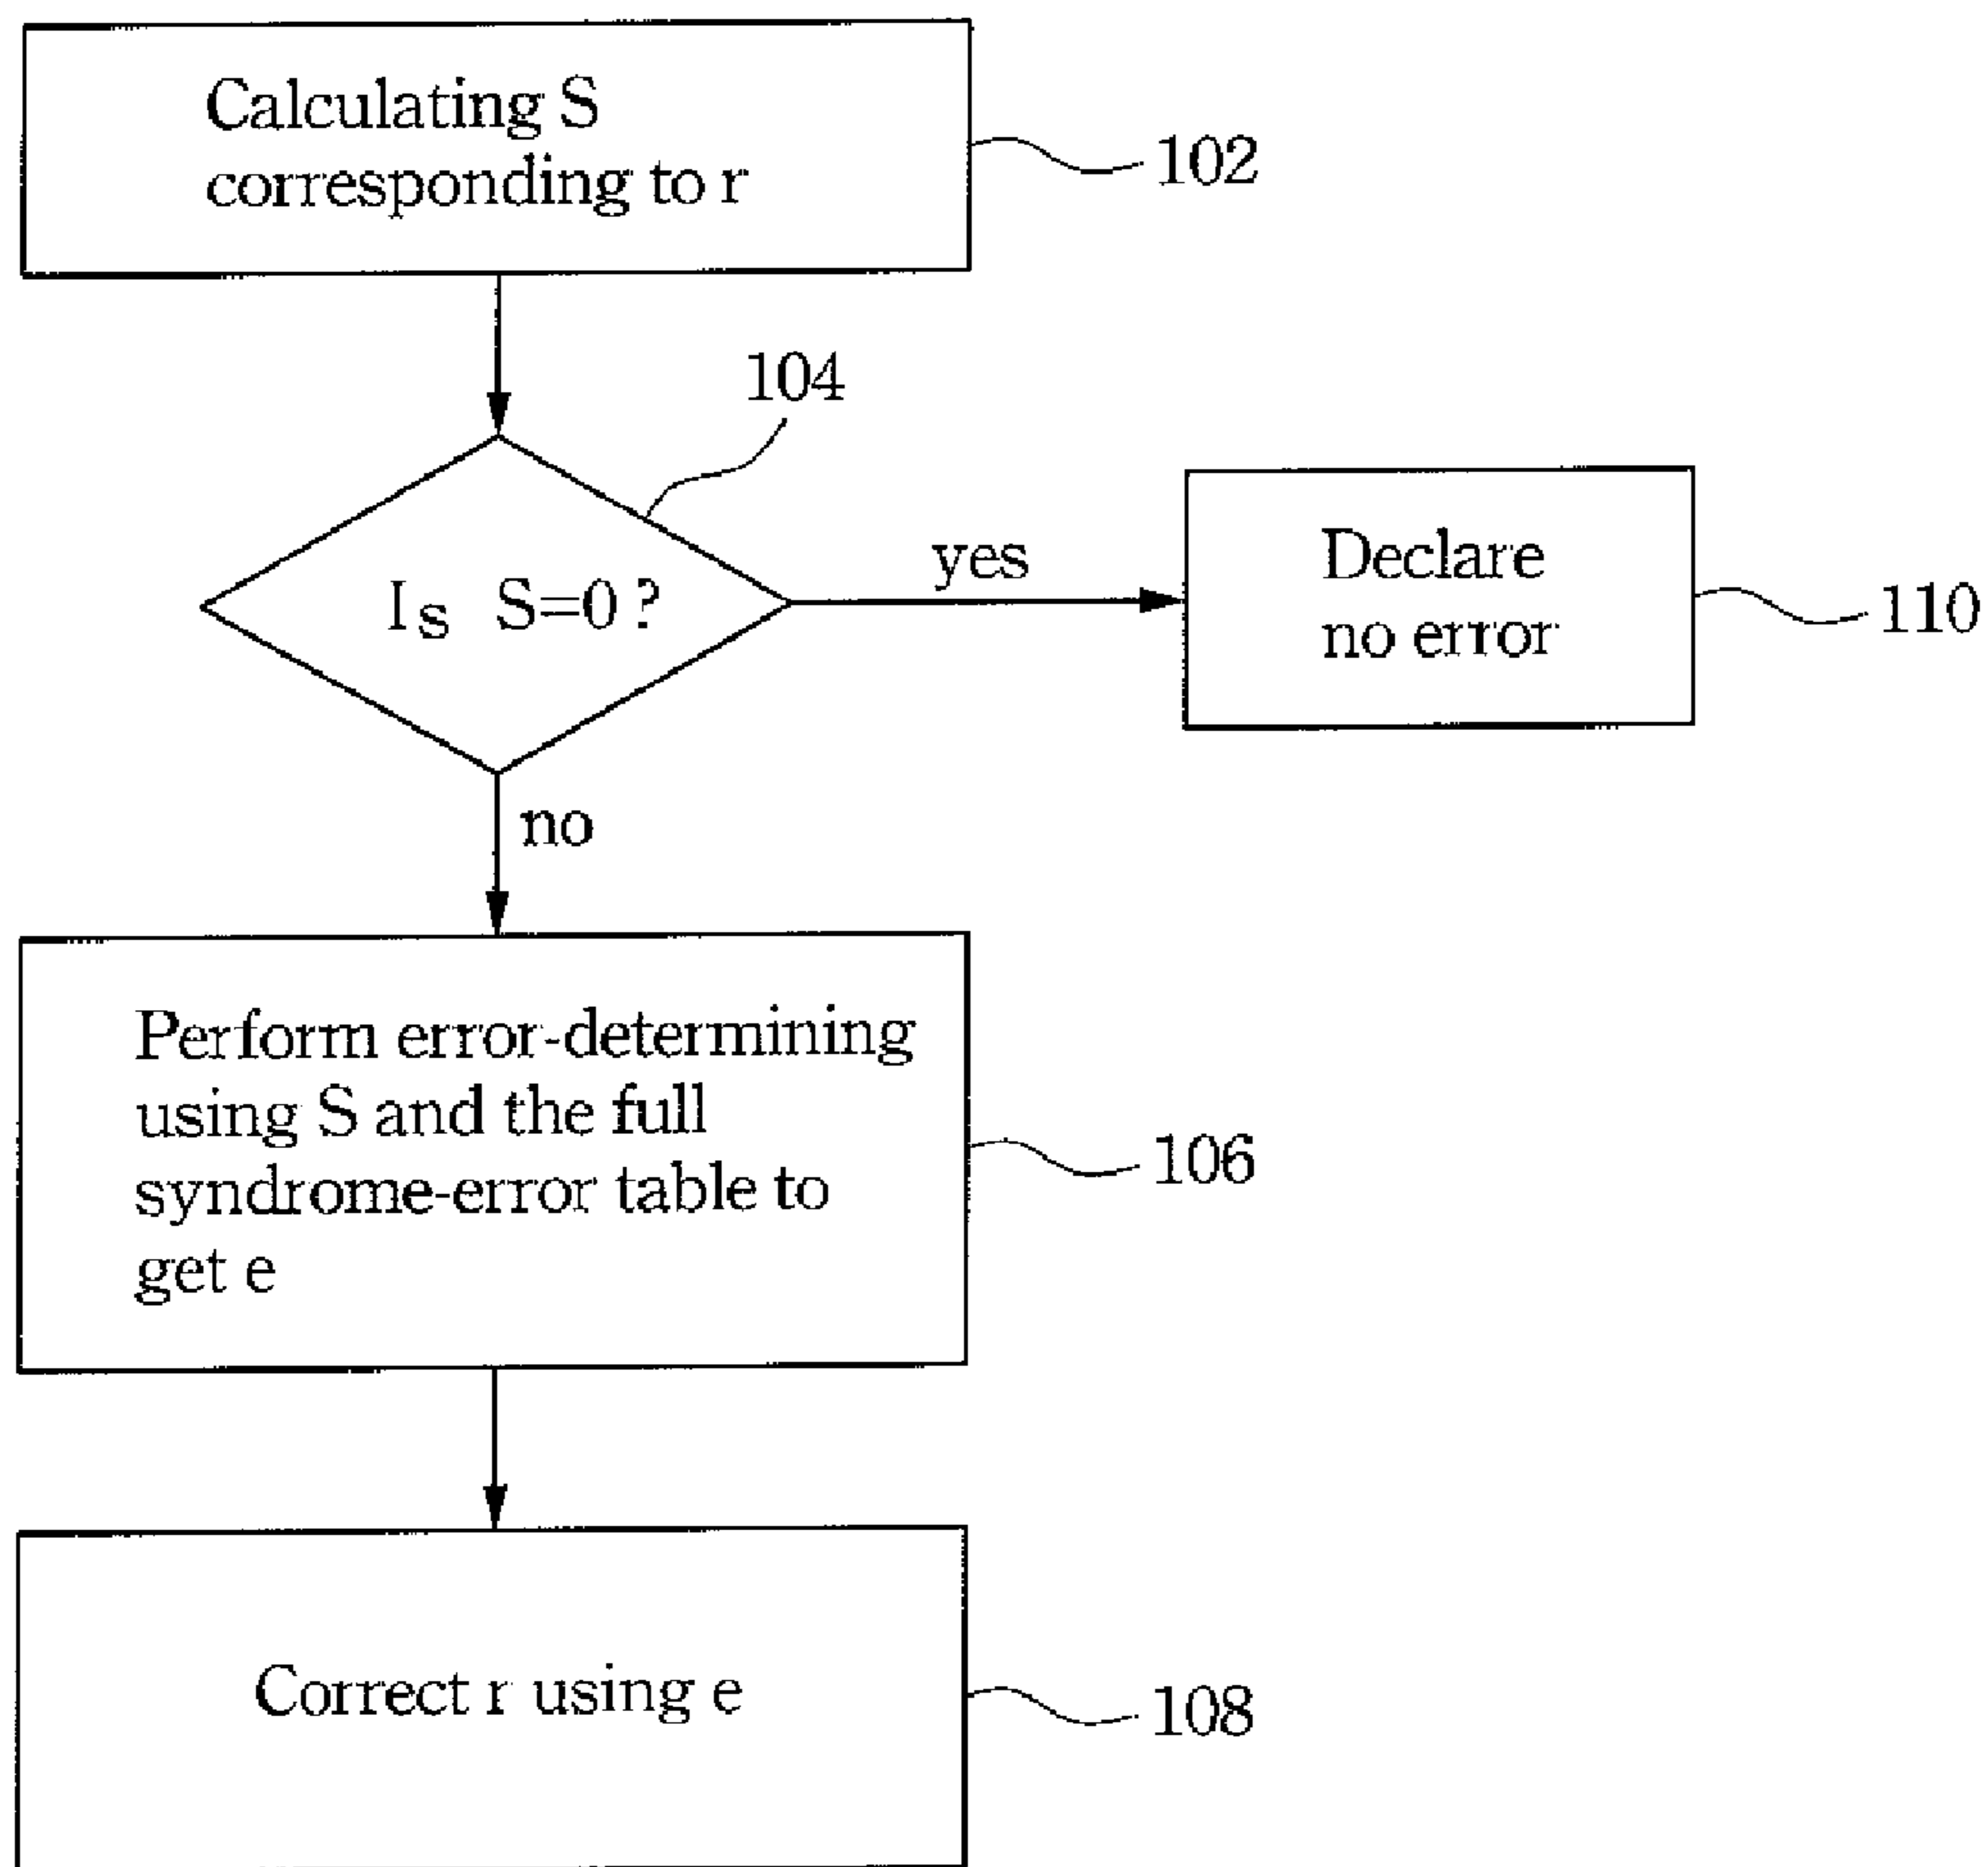 Calculating S
corresponding to r
102
104
Is S=0?
yes
Declare
no error
110
no
Perform error-determining
using S and the full
syndrome-error table to
get e
106
Correct r using e
108